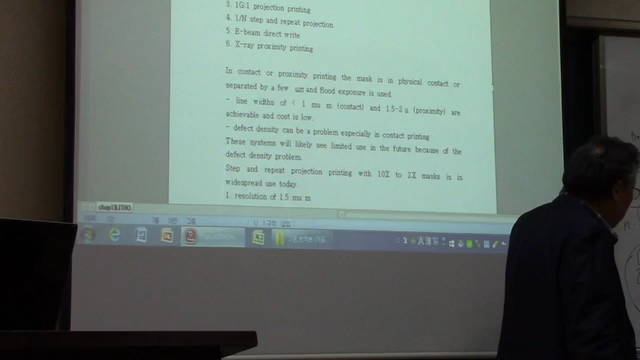 3. 1G:1 projection printing
4. 1/N step and repeat projection
5. E-beam direct write
6. X-ray proximity printing
In contact or proximity printing the mask is in physical contact or
separated by a few um and flood exposure is used.
- line widths of < 1 mu m (contact) and 1.5-2 μ (proximity) are
achievable and cost is low.
- defect density can be a problem especially in contact printing
These systems will likely see limited use in the future because of the
defect density problem.
Step and repeat projection printing with 10X to 2X masks is in
widespread use today.
1. resolution of 1.5 mu m